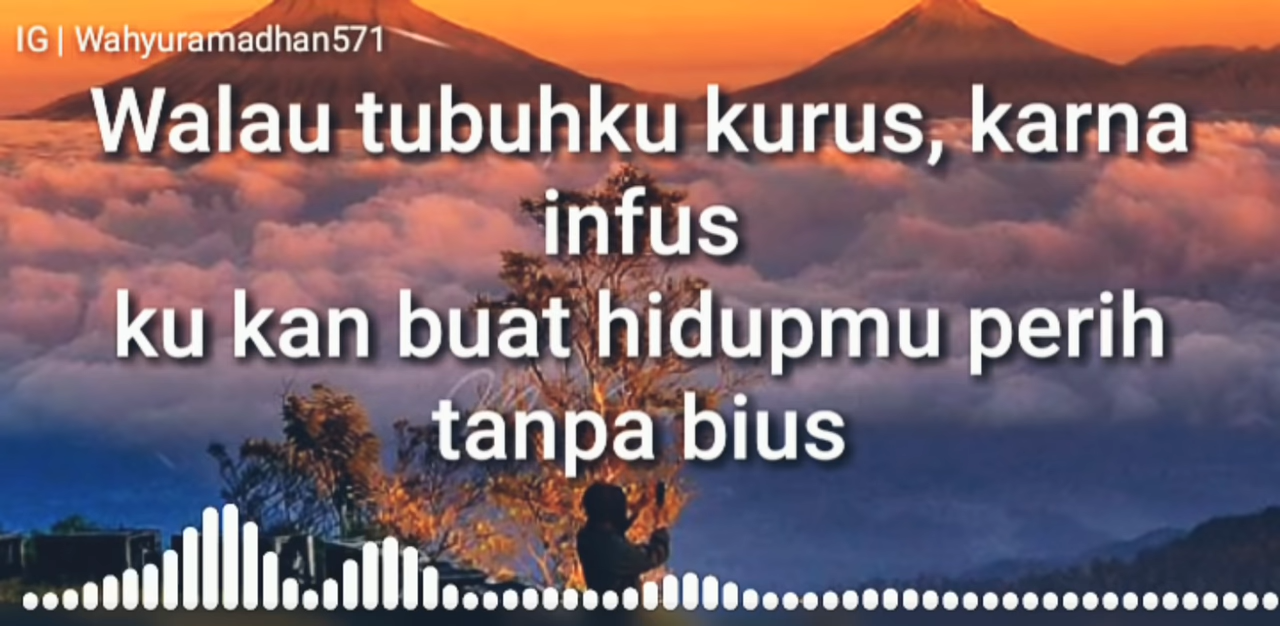 IG | Wahyuramadhan571
Walau tubuhku kurus, karna
infus
ku kan buat hidupmu perih
tanpa bius